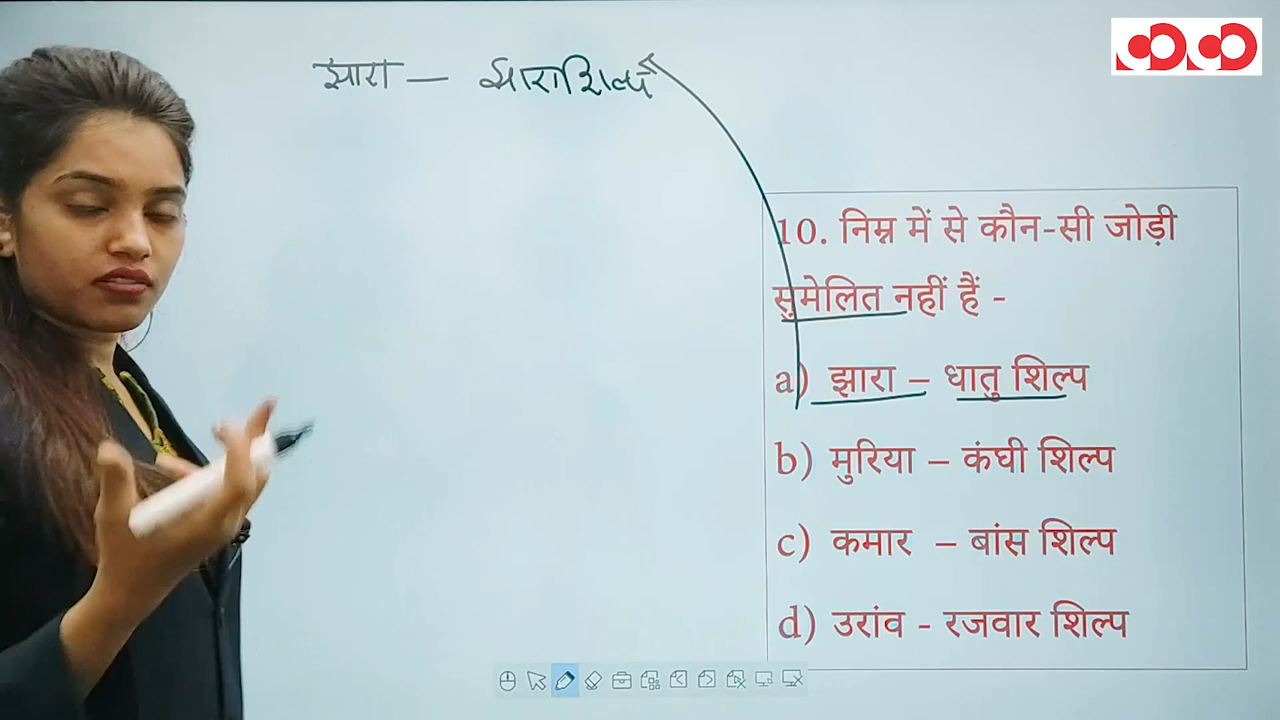 झारा – झाराशिल्प
10. निम्न में से कौन-सी जोड़ी
सुमेलित नहीं हैं -
a) झारा – धातु शिल्प
b) मुरिया – कंघी शिल्प
c) कमार – बांस शिल्प
d) उरांव - रजवार शिल्प